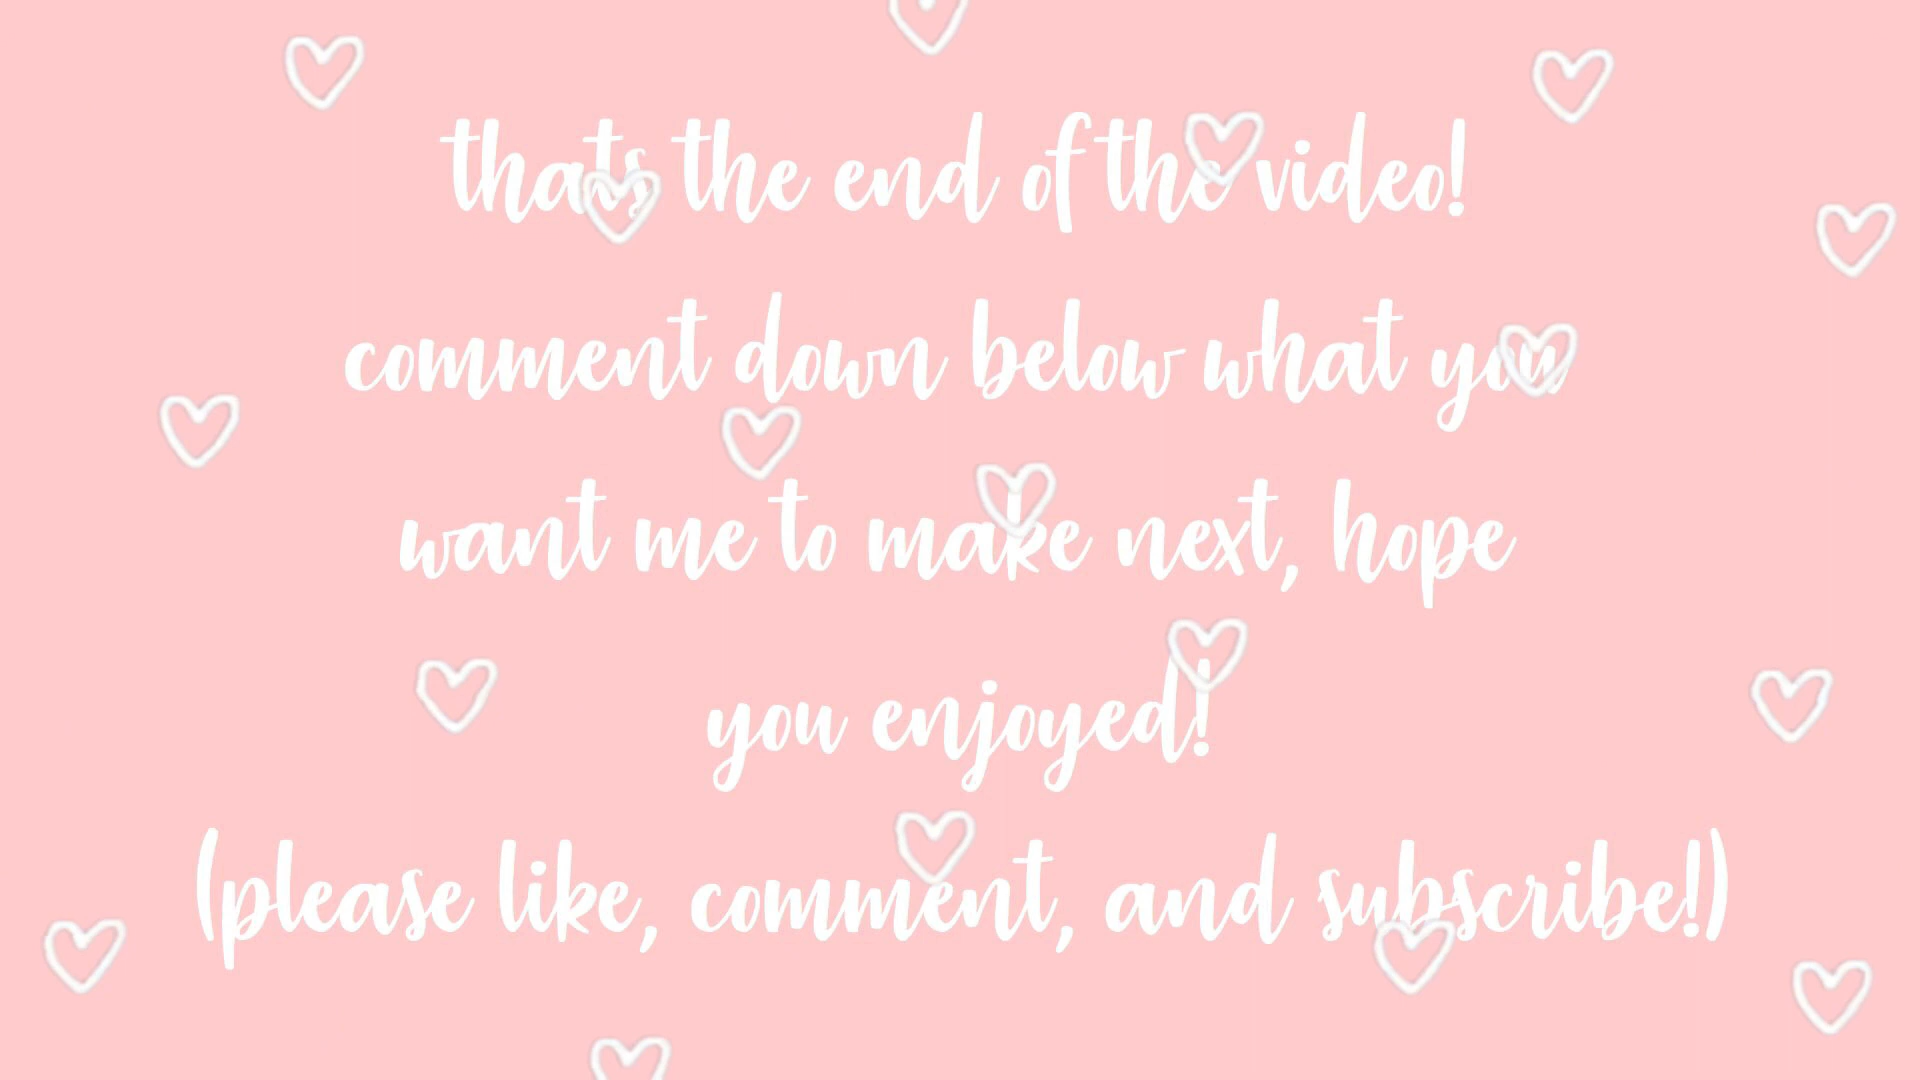 thats the end of the video!
comment down below what you
want me to make next, hope
you enjoyed!
(please like, comment, and subscribe!)